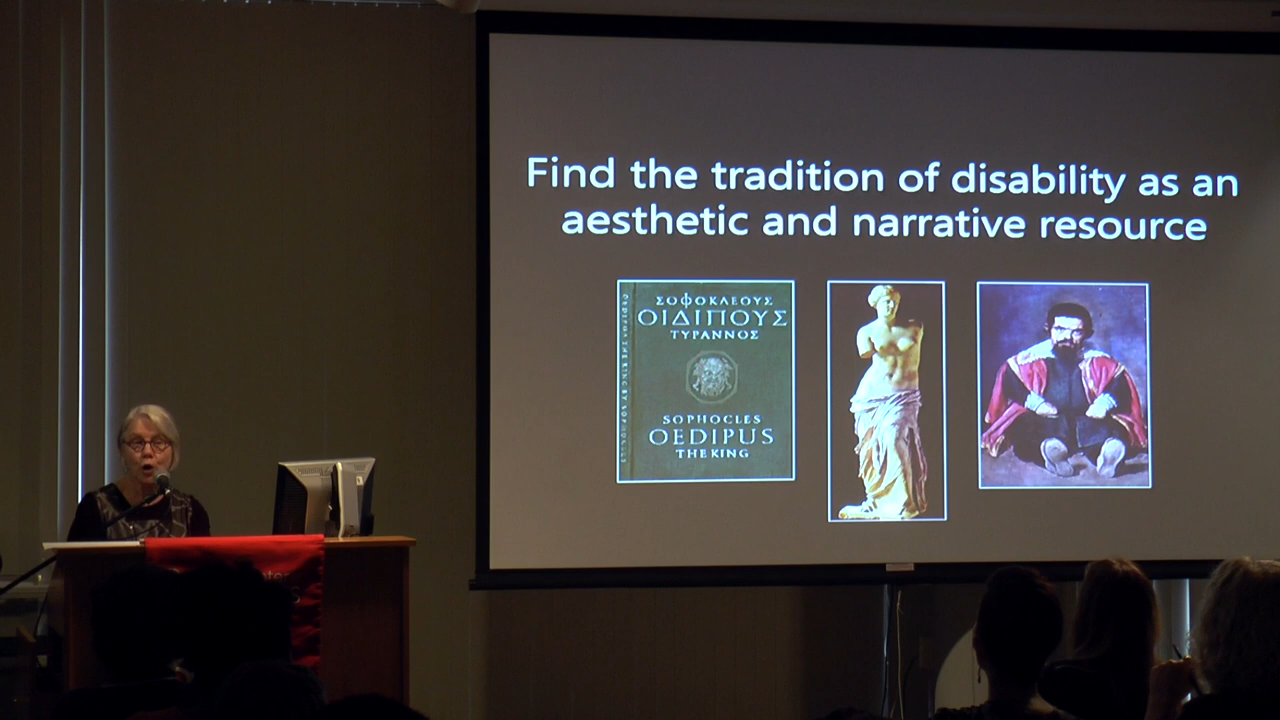 Find the tradition of disability as an
aesthetic and narrative resource
ΣΟΦΟΚΛΕΟΥΣ
ΟΙΔΙΠΟΥΣ
ΤΥΡΑΝΝΟΣ
SOPHOCLES
OEDIPUS
THE KING